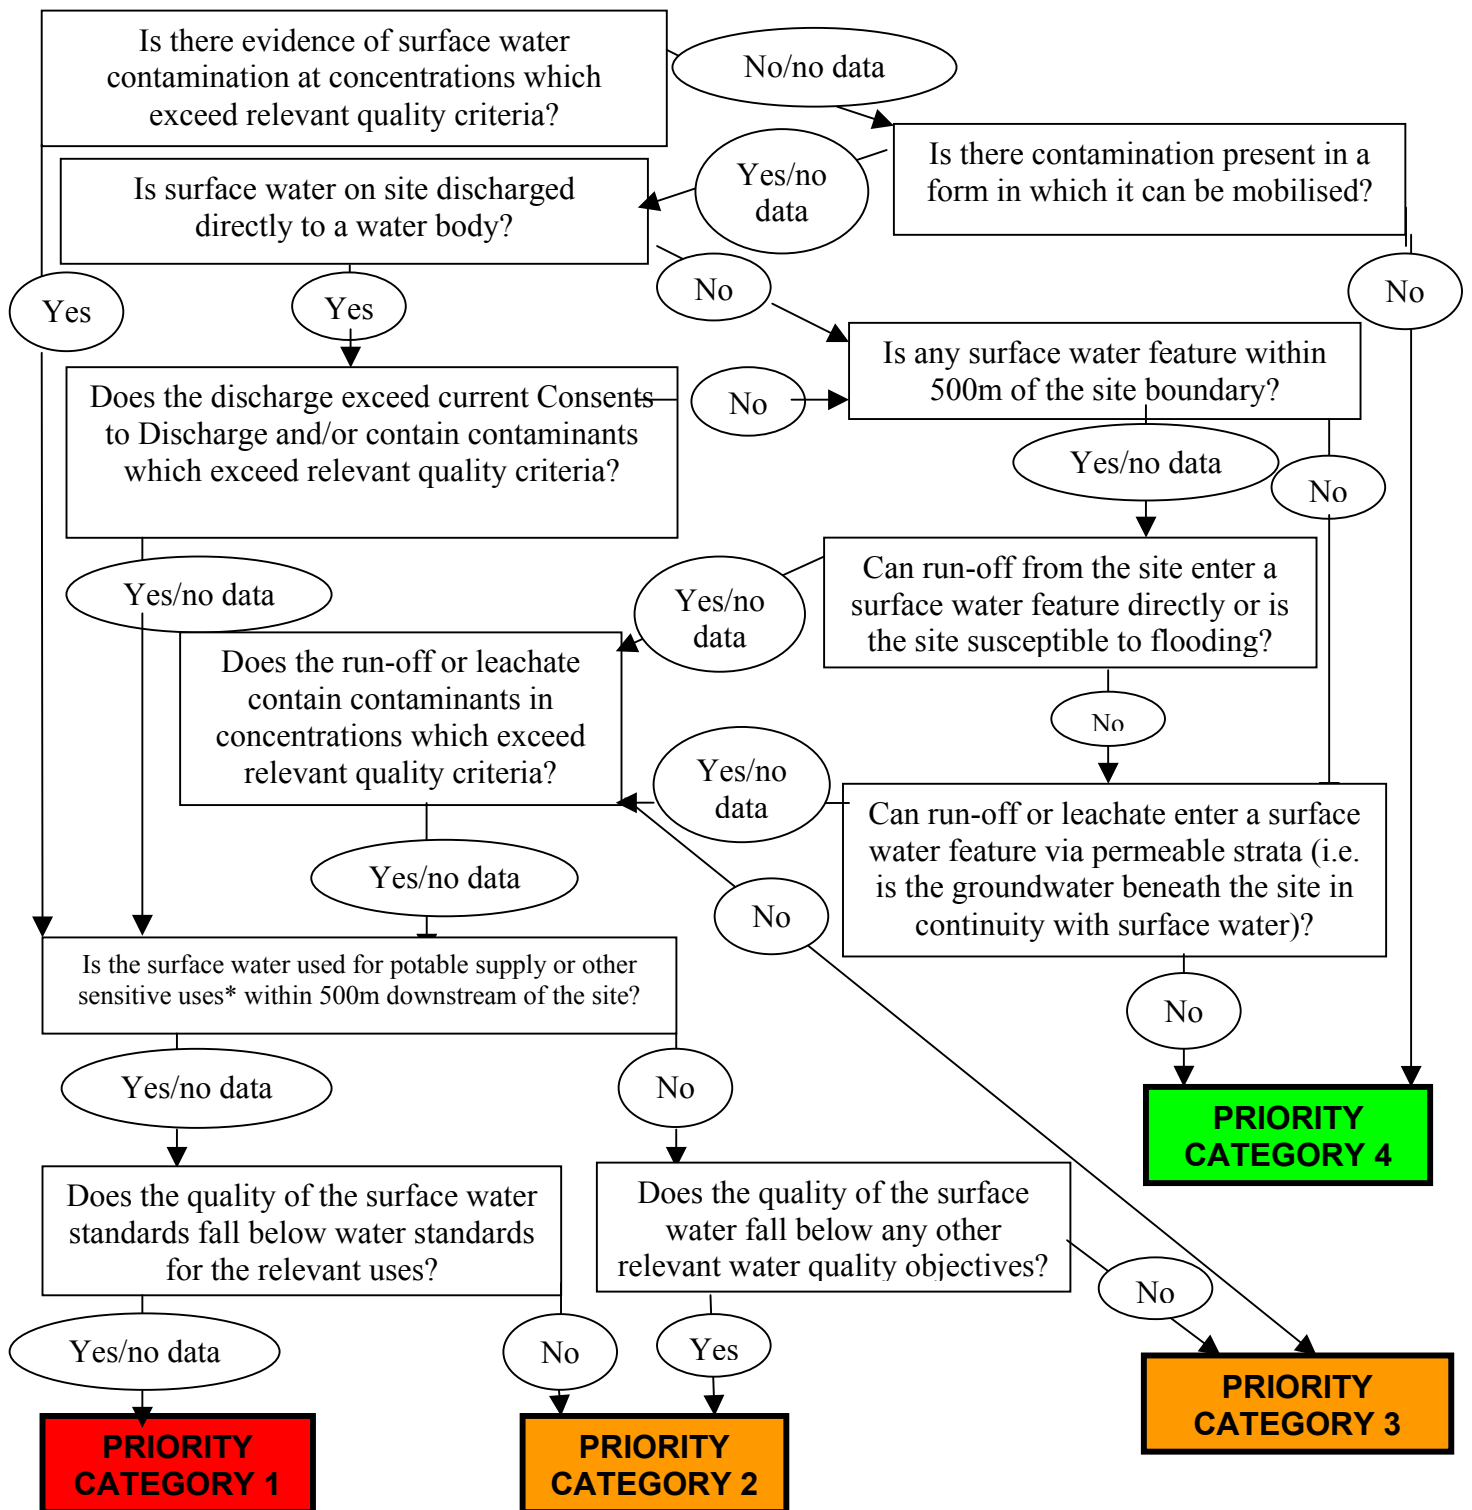 Is there evidence of surface water
contamination at concentrations which
exceed relevant quality criteria?
No/no data
Is there contamination present in a
form in which it can be mobilised?
Yes/no
data
Is surface water on site discharged
directly to a water body?
No
No
Yes
Yes
Is any surface water feature within
500m of the site boundary?
No
Does the discharge exceed current Consents
to Discharge and/or contain contaminants
which exceed relevant quality criteria?
Yes/no data
No
Can run-off from the site enter a
surface water feature directly or is
the site susceptible to flooding?
Yes/no
data
Yes/no data
Does the run-off or leachate
contain contaminants in
concentrations which exceed
relevant quality criteria?
No
Yes/no
data
Can run-off or leachate enter a surface
water feature via permeable strata (i.e.
is the groundwater beneath the site in
continuity with surface water)?
Yes/no data
No
Is the surface water used for potable supply or other
sensitive uses* within 500m downstream of the site?
No
Yes/no data
No
PRIORITY
CATEGORY 4
Does the quality of the surface water
standards fall below water standards
for the relevant uses?
Does the quality of the surface
water fall below any other
relevant water quality objectives?
No
Yes/no data
No
Yes
PRIORITY
CATEGORY 3
PRIORITY
CATEGORY 1
PRIORITY
CATEGORY 2